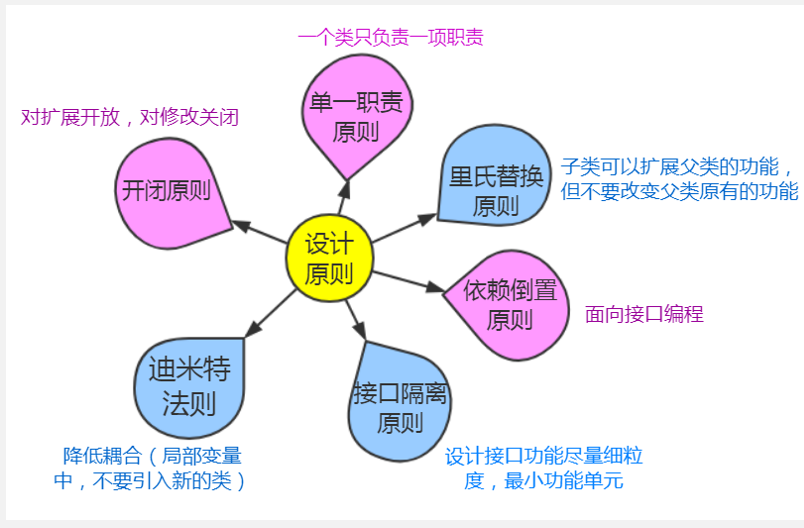 一个类只负责一项职责
单一职责
原则
对扩展开放，对修改关闭
开闭原则
里氏替换
原则
子类可以扩展父类的功能，
但不要改变父类原有的功能
设计
原则
依赖倒置
原则
面向接口编程
迪米特
法则
降低耦合（局部变量
中，不要引入新的类）
接口隔离
原则
设计接口功能尽量细粒
度，最小功能单元